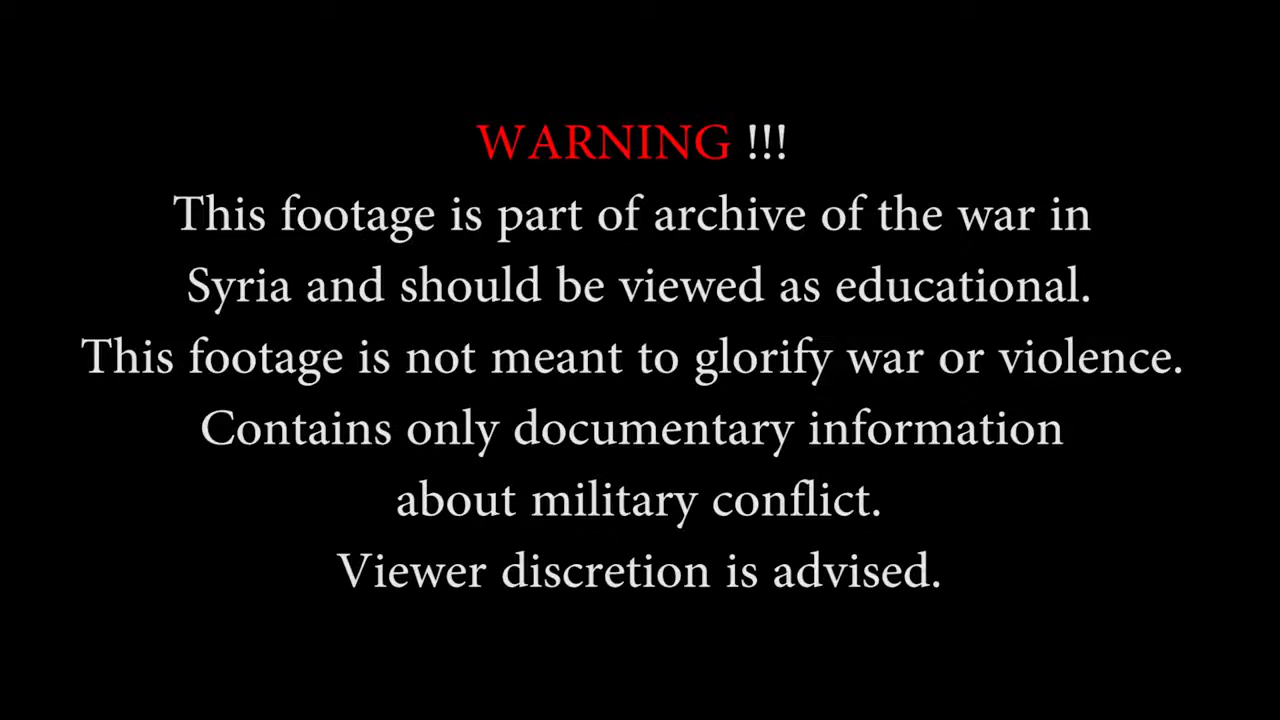 WARNING !!!
This footage is part of archive of the war in
Syria and should be viewed as educational.
This footage is not meant to glorify war or violence.
Contains only documentary information
about military conflict.
Viewer discretion is advised.